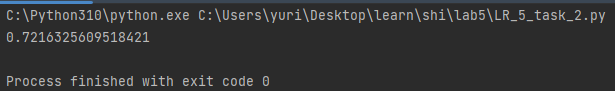 C:\Python310\python.exe C:\Users\yuri\Desktop\learn\shi\lab5\LR_5_task_2.py
0.7216325609518421
Process finished with exit code 0